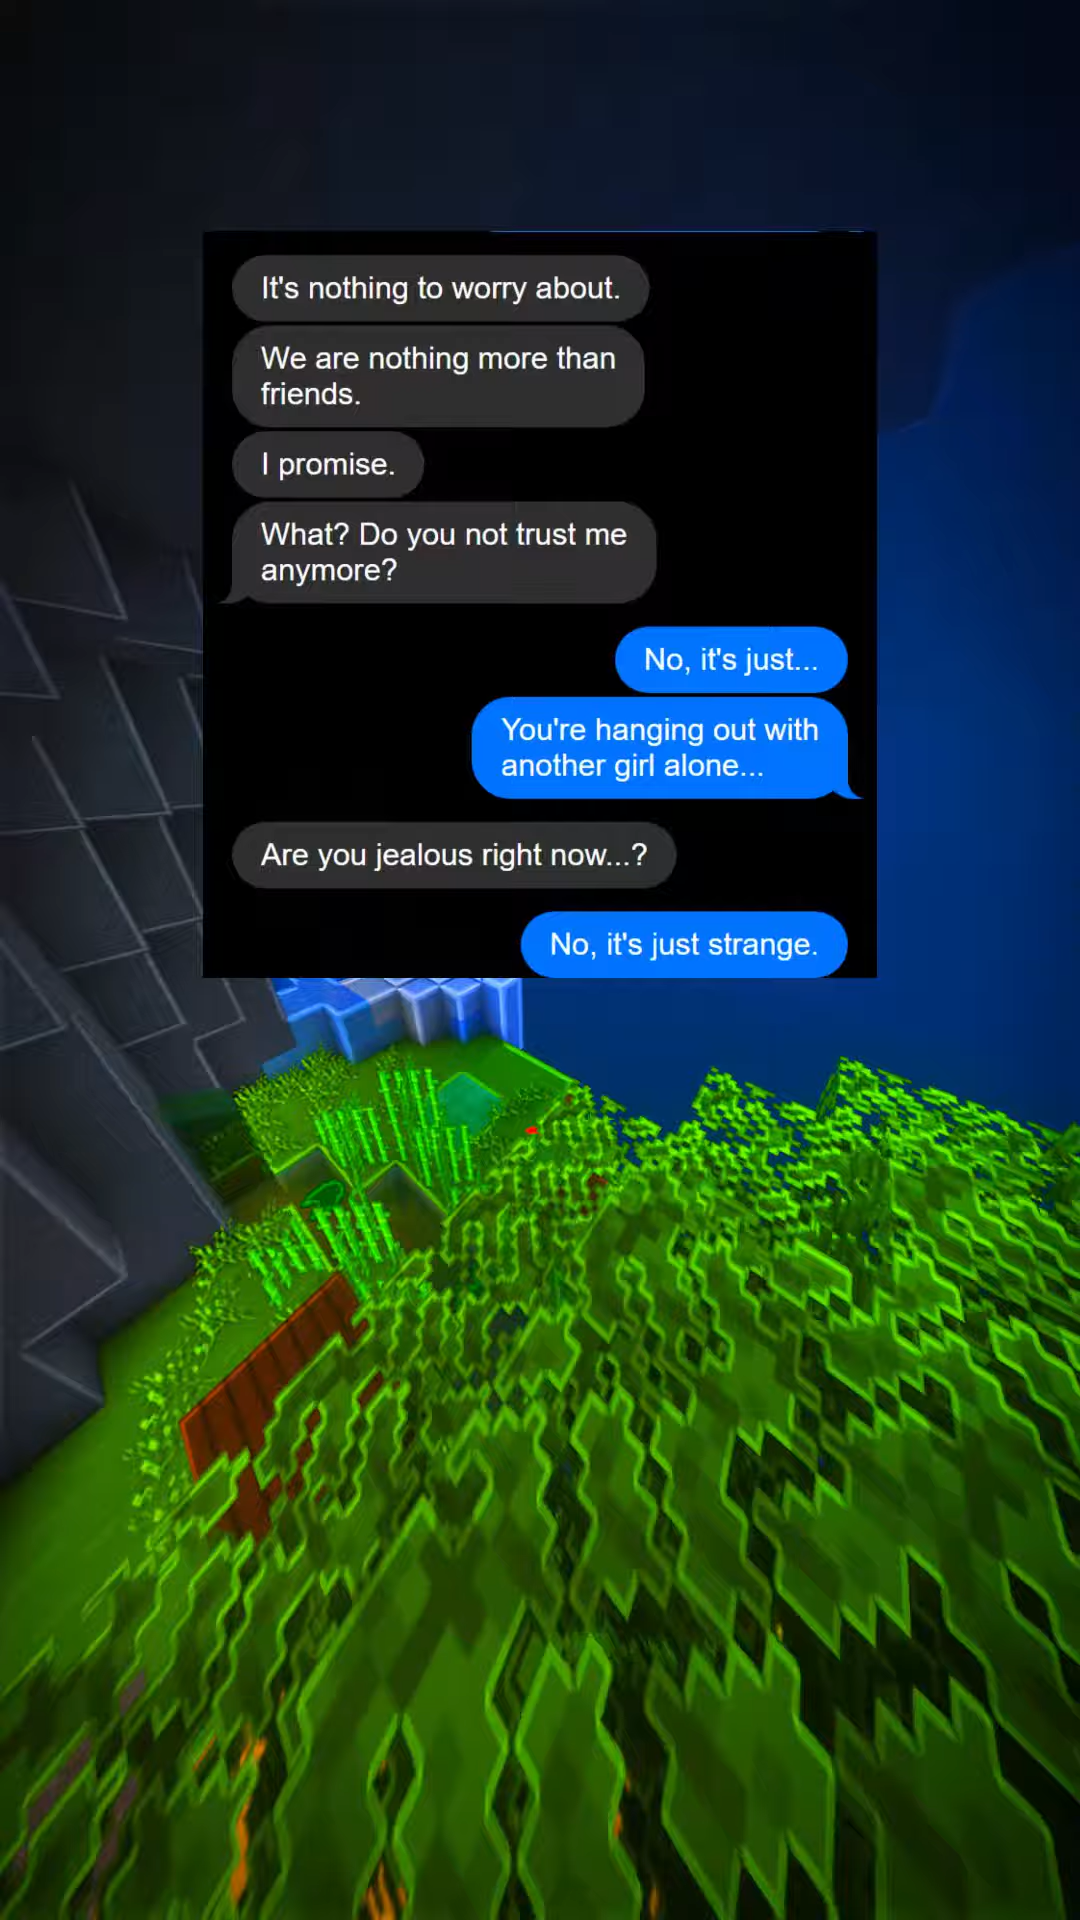 It's nothing to worry about.
We are nothing more than
friends.
I promise.
What? Do you not trust me
anymore?
No, it's just...
You're hanging out with
another girl alone...
Are you jealous right now...?
No, it's just strange.